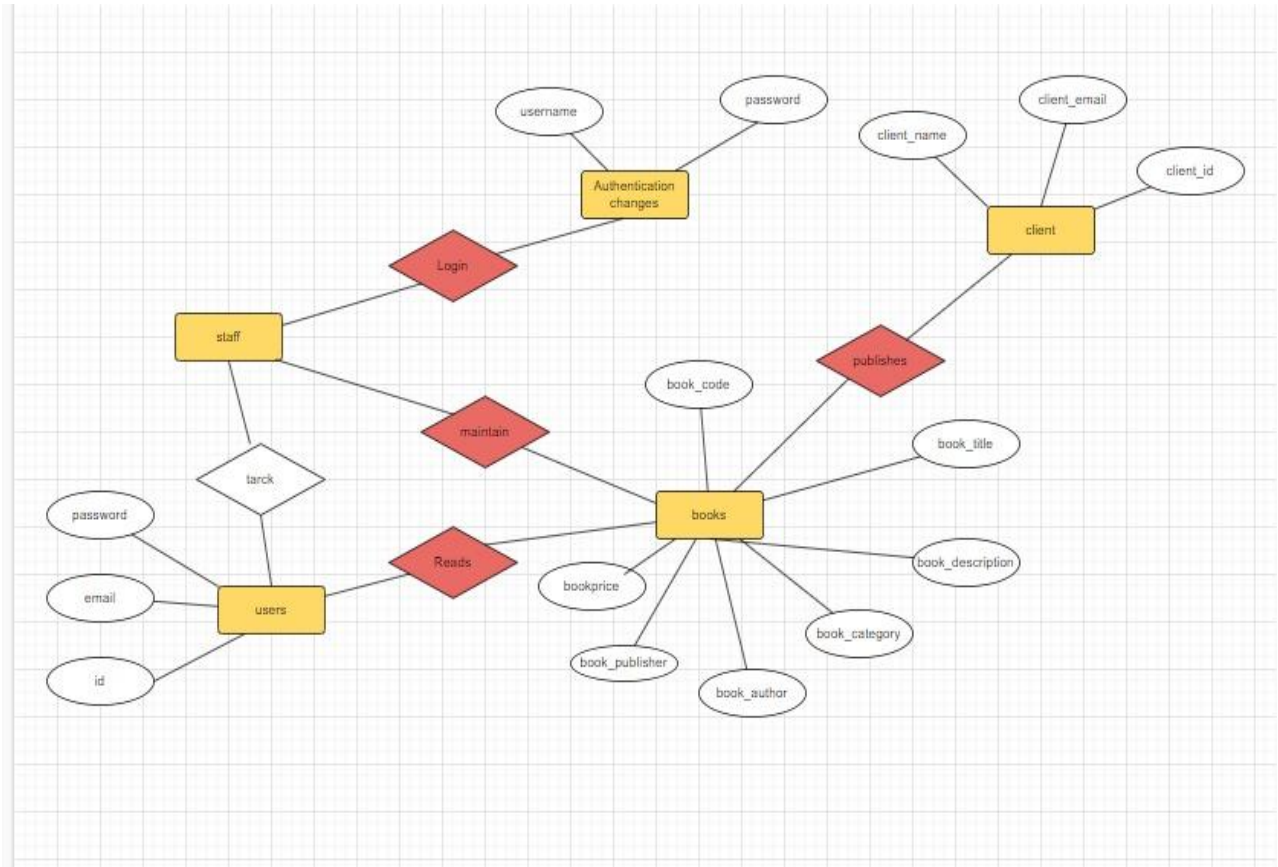 username
password
client_email
client_name
client_id
Authentication
changes
client
Login
staff
publishes
book_code
maintain
book_title
tarck
books
password
Reads
book_description
bookprice
email
users
book_category
book_publisher
id
book_author